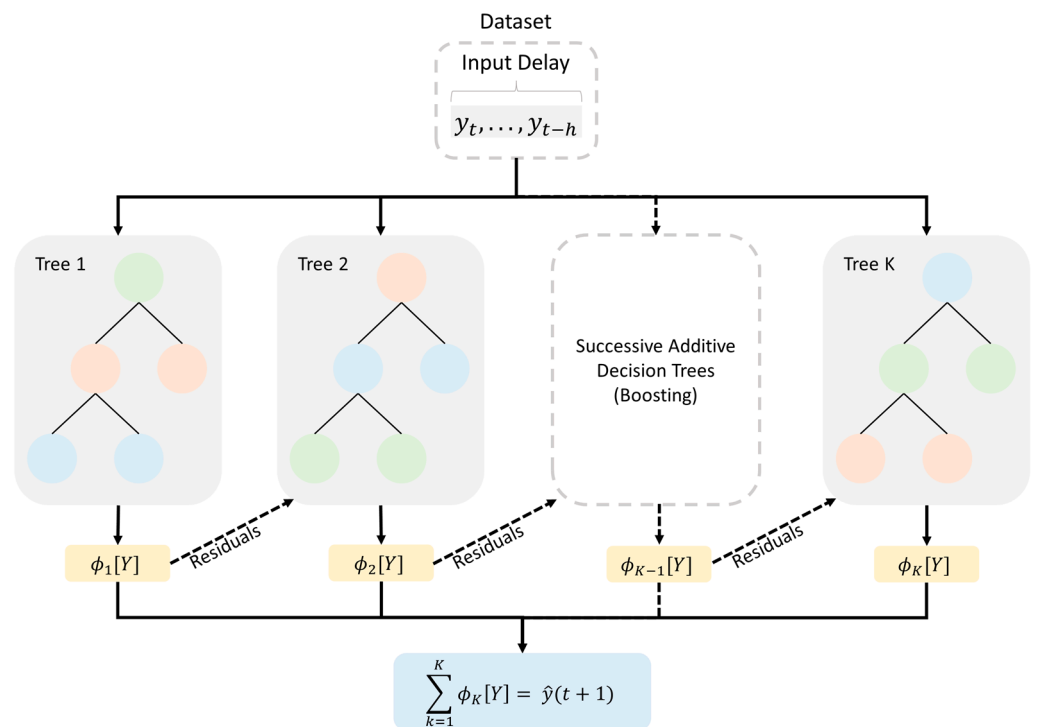 Dataset
Input Delay
y_t, . . . , y_{t−h}
Tree 1
Tree 2
Successive Additive
Decision Trees
(Boosting)
Tree K
Residuals
Residuals
Residuals
ϕ_1[Y]
ϕ_2[Y]
ϕ_{K−1}[Y]
ϕ_K[Y]
∑_{k=1}^{K} ϕ_K[Y] = ŷ(t + 1)